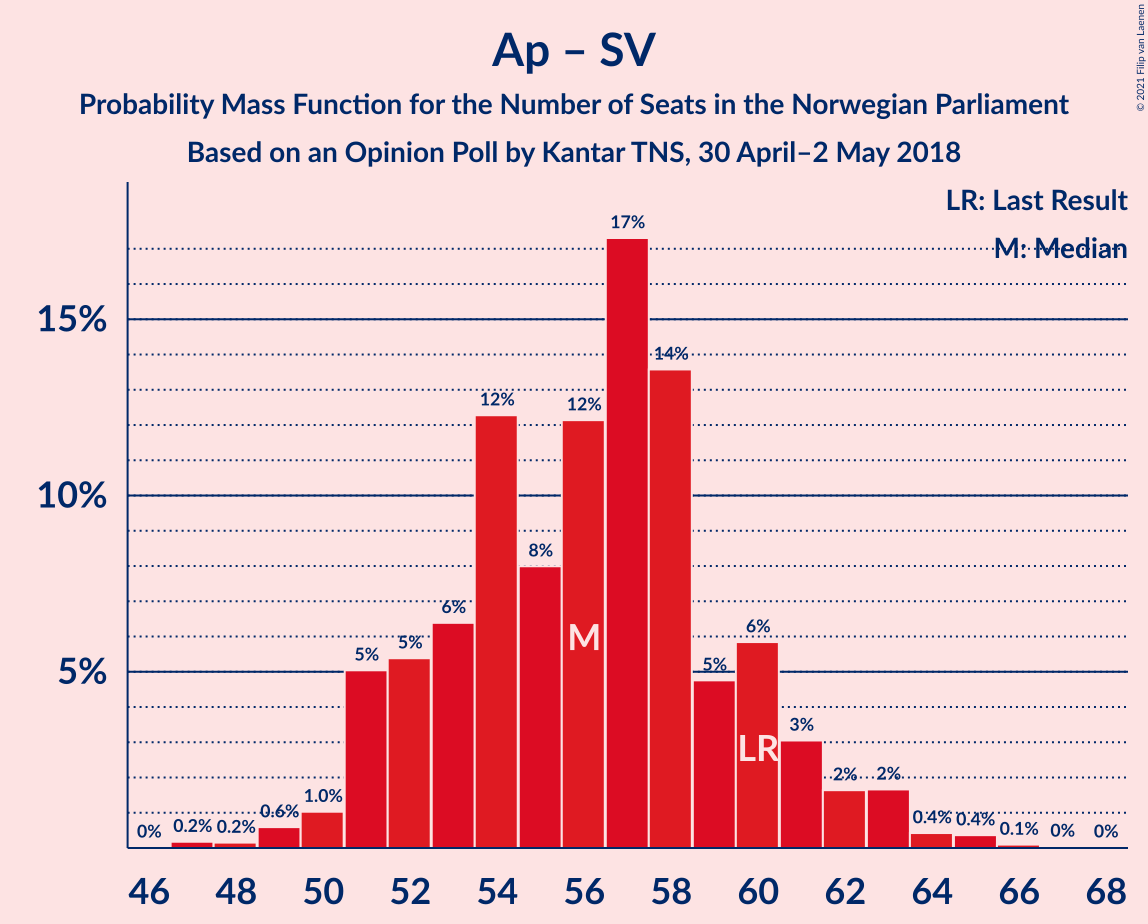 © 2021 Filip van Laenen
Ap – SV
Probability Mass Function for the Number of Seats in the Norwegian Parliament
Based on an Opinion Poll by Kantar TNS, 30 April–2 May 2018
LR: Last Result
M: Median
17%
15%
14%
12%
12%
10%
8%
6%
M
5%
5%
6%
5%
5%
LR
3%
2%
2%
0%
0.2%
0.2%
0.6%
1.0%
0.4%
0.4%
0.1%
0%
0%
46 48 50 52 54 56 58 60 62 64 66 68